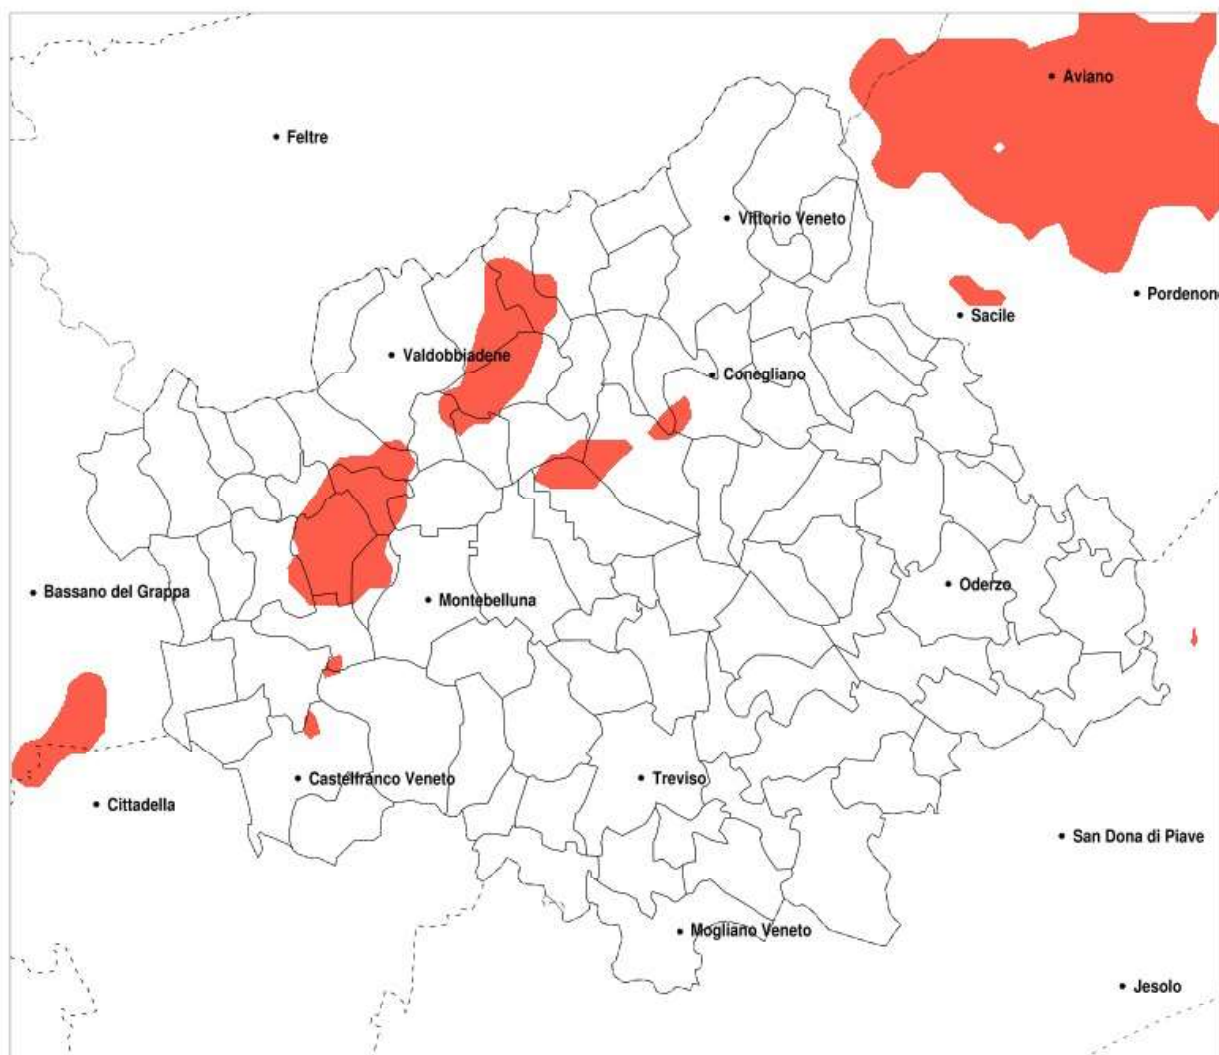 Aviano
Feltre
Vittorio Veneto
Pordenon
Sacile
Valdobbiadene
Conegliano
Bassano del Grappa
Oderzo
Montebelluna
Castelfranco Veneto
Treviso
Cittadella
San Dona di Piave
Mogliano Veneto
Jesolo